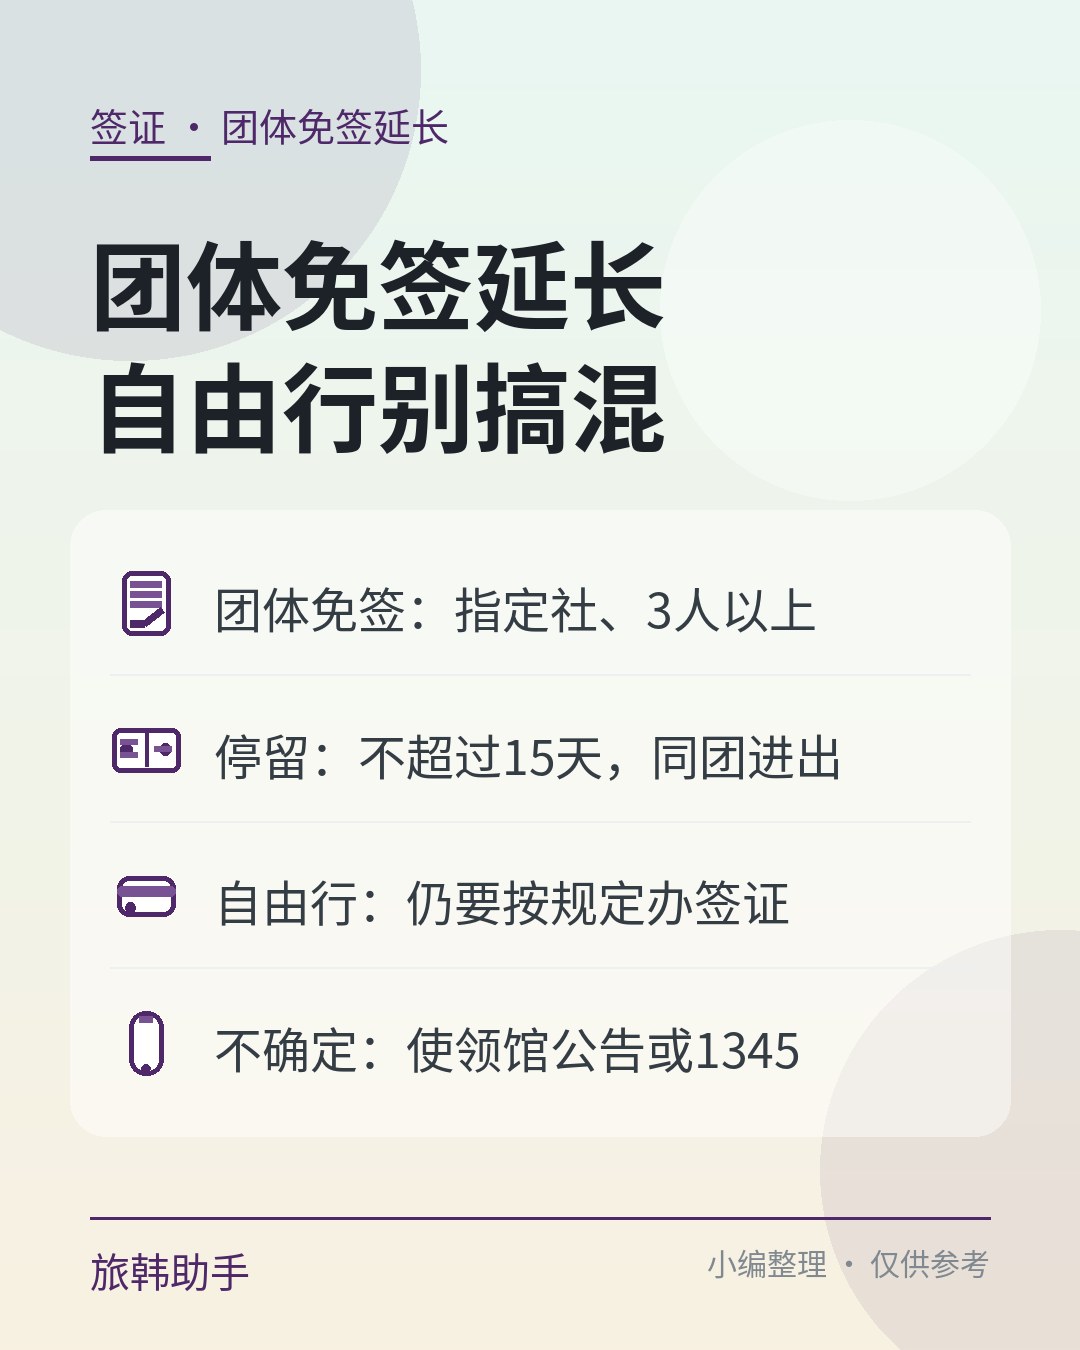 签证 · 团体免签延长
团体免签延长
自由行别搞混
团体免签：指定社、3人以上
停留：不超过15天，同团进出
自由行：仍要按规定办签证
不确定：使领馆公告或1345
旅韩助手
小编整理 · 仅供参考